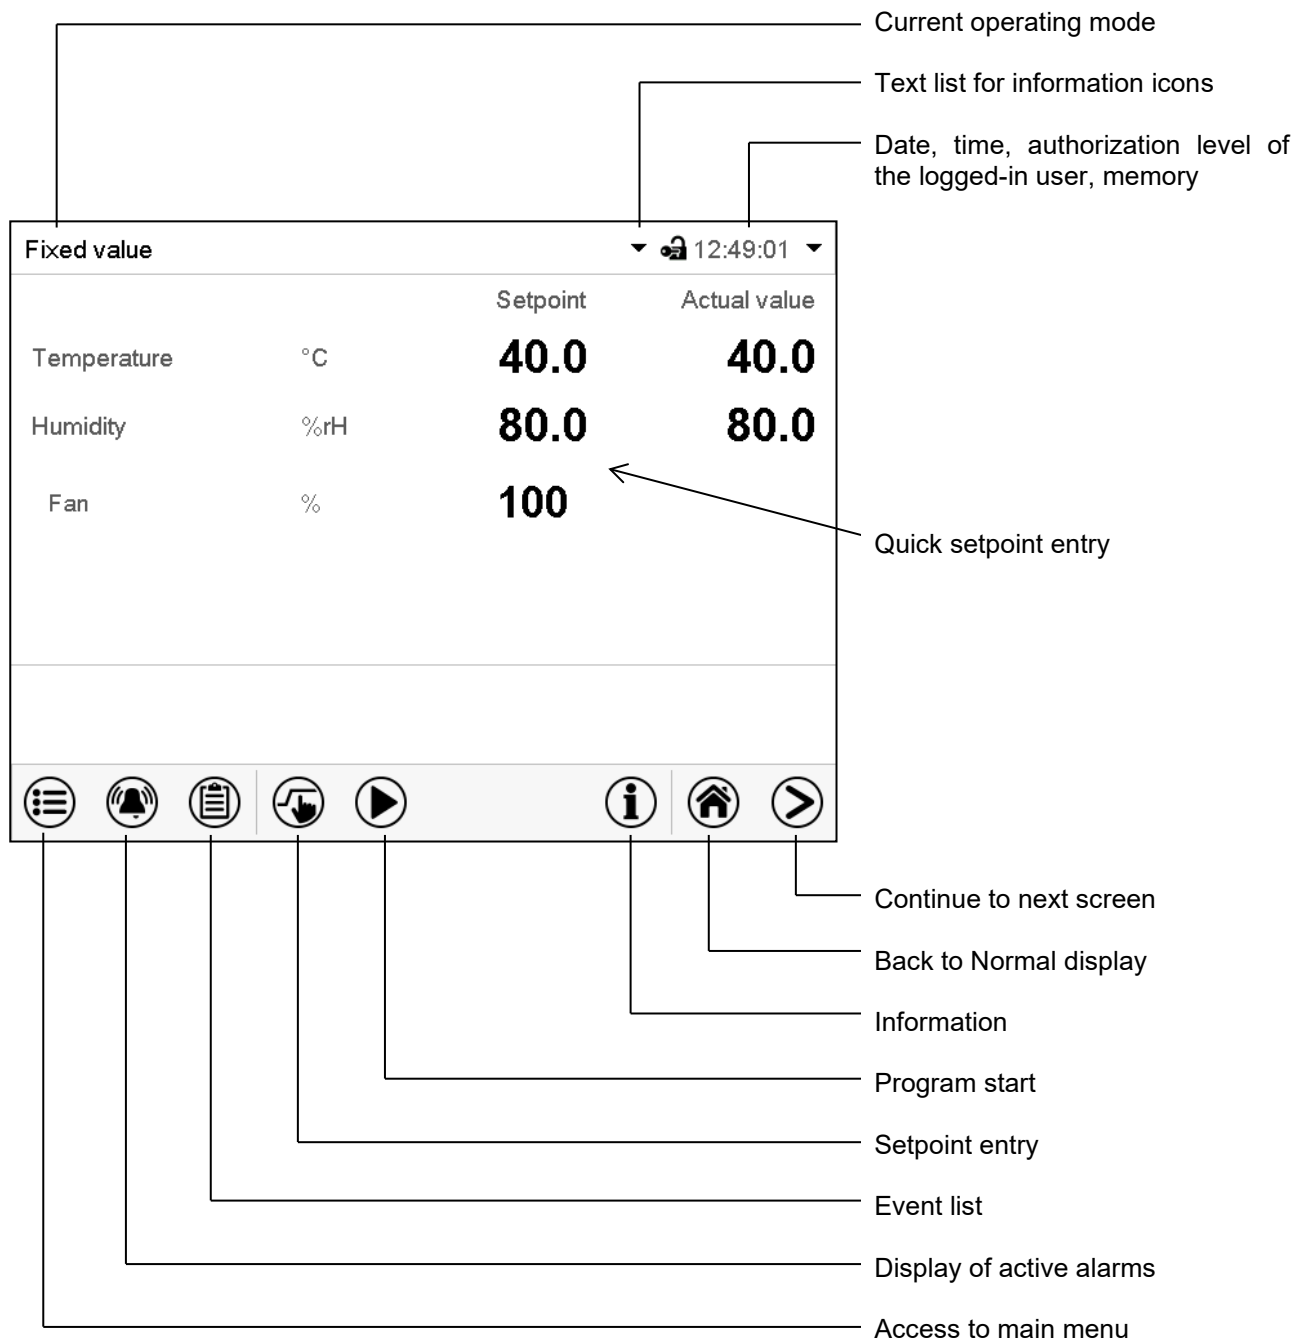 Current operating mode
Text list for information icons
Date, time, authorization level of
the logged-in user, memory
Fixed value 12:49:01
Setpoint Actual value
Temperature °C 40.0 40.0
Humidity %rH 80.0 80.0
Fan % 100
Quick setpoint entry
Continue to next screen
Back to Normal display
Information
Program start
Setpoint entry
Event list
Display of active alarms
Access to main menu